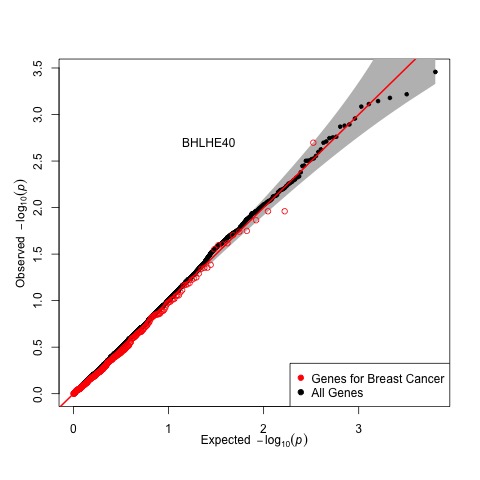 BHLHE40
Observed −log10(p)
0.0 0.5 1.0 1.5 2.0 2.5 3.0 3.5
Genes for Breast Cancer
All Genes
0 1 2 3
Expected −log10(p)